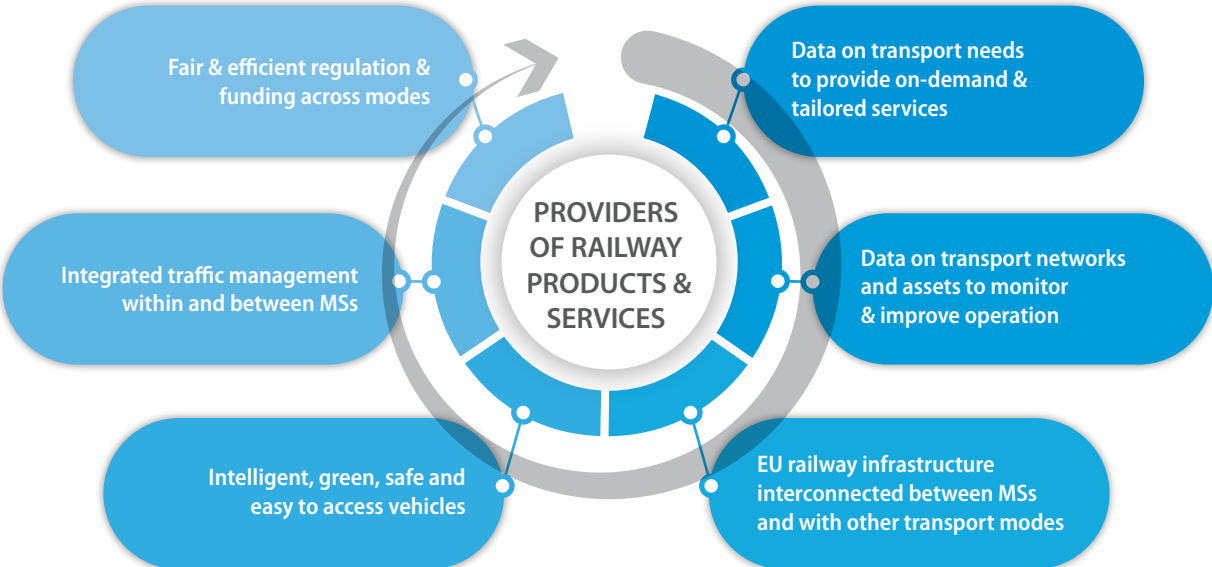 Fair & efficient regulation &
funding across modes
Data on transport needs
to provide on-demand &
tailored services
PROVIDERS
OF RAILWAY
PRODUCTS &
SERVICES
Integrated traffic management
within and between MSs
Data on transport networks
and assets to monitor
& improve operation
Intelligent, green, safe and
easy to access vehicles
EU railway infrastructure
interconnected between MSs
and with other transport modes